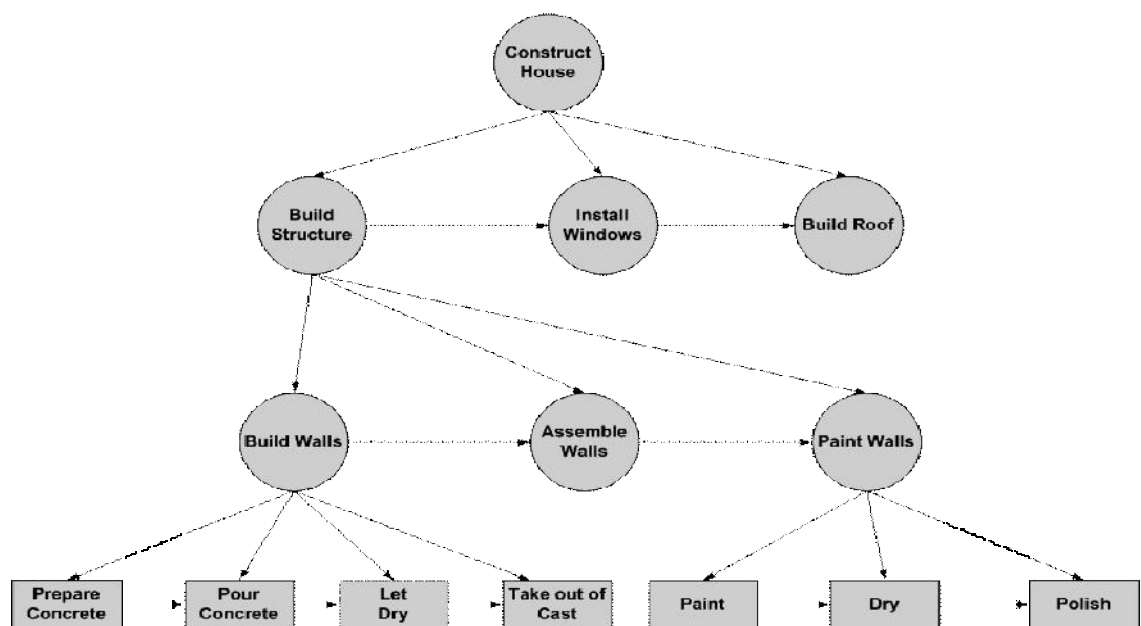 Construct
House
Build
Structure
Install
Windows
Build Roof
Build Walls
Assemble
Walls
Paint Walls
Prepare
Concrete
Pour
Concrete
Let
Dry
Take out of
Cast
Paint
Dry
Polish